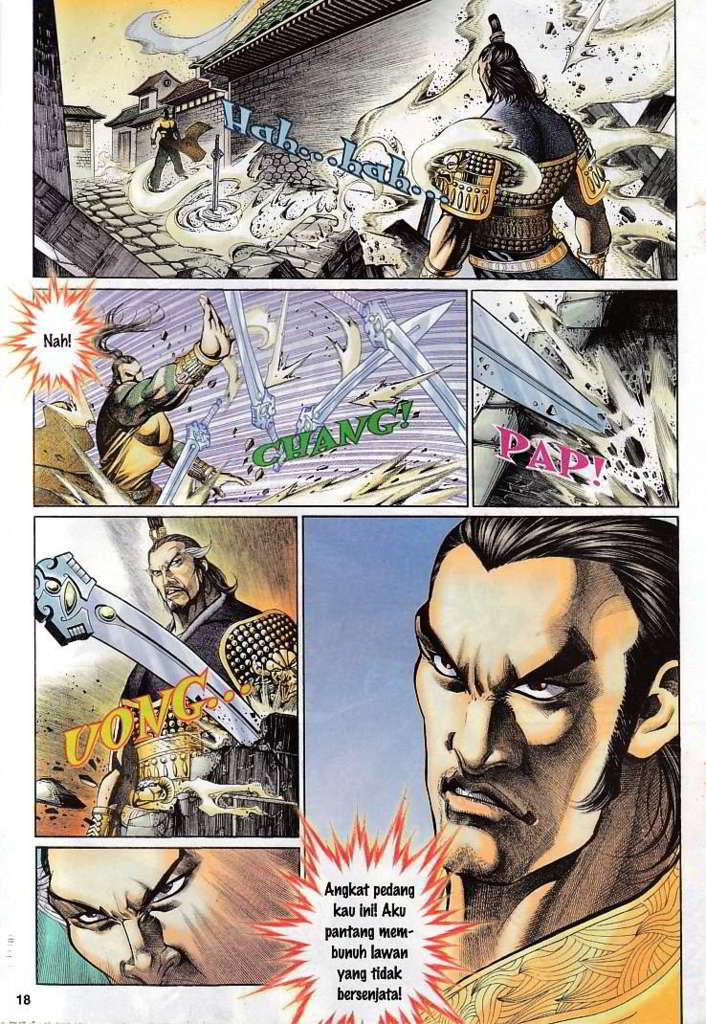 Hah...hah...
Nah!
CHANG!
PAP!
UONG...
Angkat pedang
kau ini! Aku
pantang mem-
bunuh lawan
yang tidak
bersenjata!
18